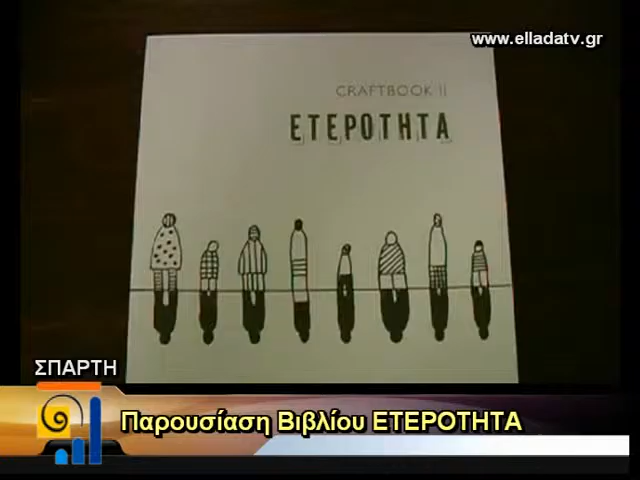 www.elladatv.gr
CRAFTBOOK II
ΕΤΕΡΟΤΗΤΑ
ΣΠΑΡΤΗ
Παρουσίαση Βιβλίου ΕΤΕΡΟΤΗΤΑ